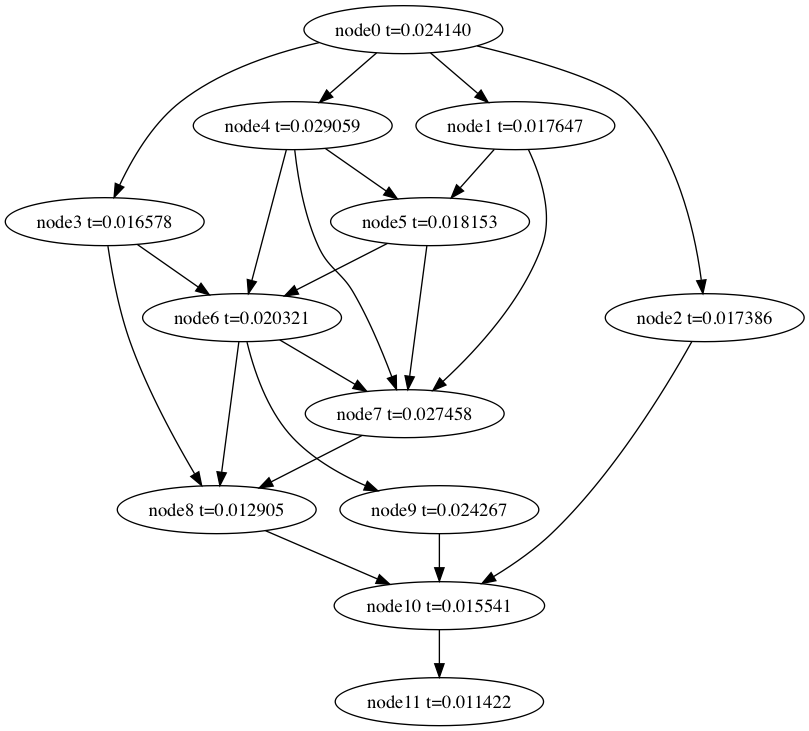 node0 t=0.024140
node4 t=0.029059
node1 t=0.017647
node3 t=0.016578
node5 t=0.018153
node6 t=0.020321
node2 t=0.017386
node7 t=0.027458
node8 t=0.012905
node9 t=0.024267
node10 t=0.015541
node11 t=0.011422